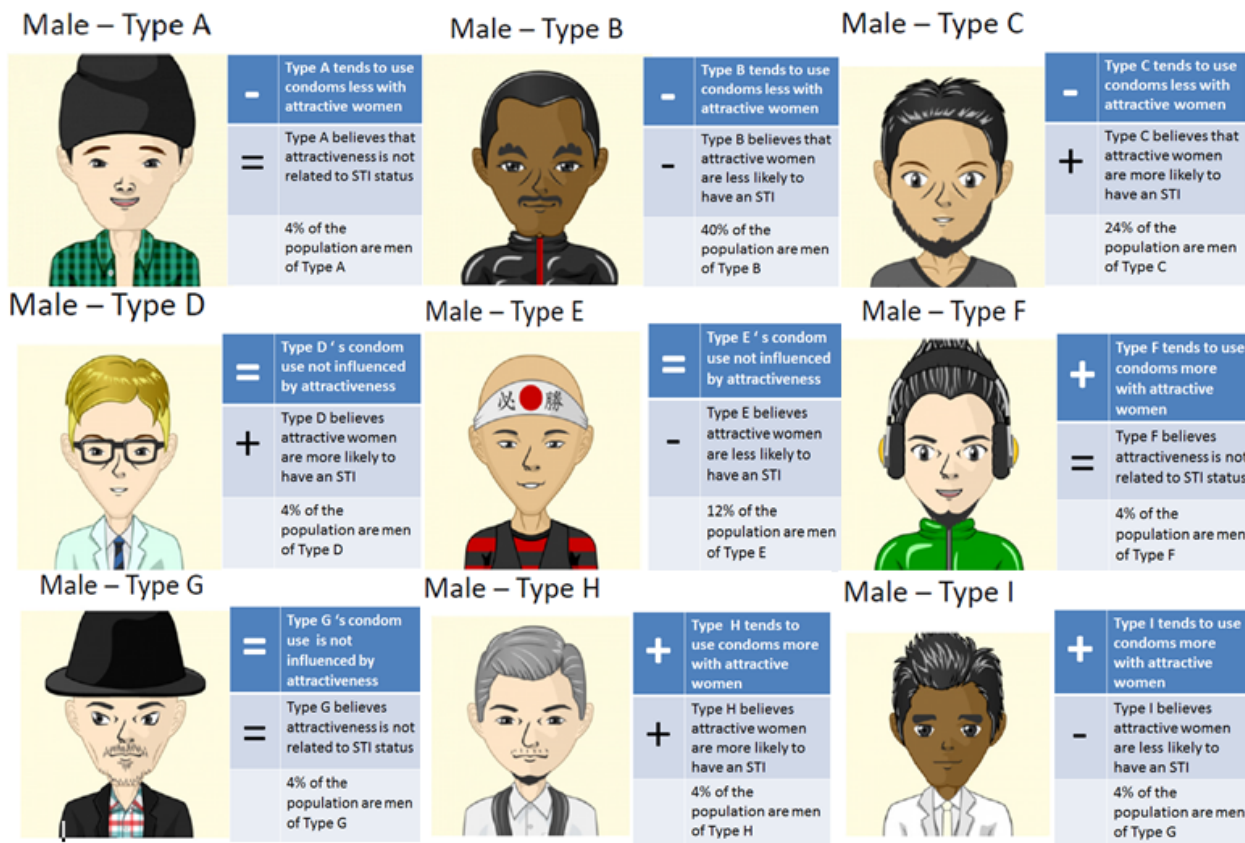 Male – Type A
-
Type A tends to use
condoms less with
attractive women
=
Type A believes that
attractiveness is not
related to STI status
4% of the
population are men
of Type A
Male – Type B
-
Type B tends to use
condoms less with
attractive women
-
Type B believes that
attractive women
are less likely to
have an STI
40% of the
population are men
of Type B
Male – Type C
-
Type C tends to use
condoms less with
attractive women
+
Type C believes that
attractive women
are more likely to
have an STI
24% of the
population are men
of Type C
Male – Type D
=
Type D ‘ s condom
use not influenced
by attractiveness
+
Type D believes
attractive women
are more likely to
have an STI
4% of the
population are men
of Type D
Male – Type E
必 勝
=
Type E ‘ s condom
use not influenced
by attractiveness
-
Type E believes
attractive women
are less likely to
have an STI
12% of the
population are men
of Type E
Male – Type F
+
Type F tends to use
condoms more
with attractive
women
=
Type F believes
attractiveness is not
related to STI status
4% of the
population are men
of Type F
Male – Type G
=
Type G ‘s condom
use is not
influenced by
attractiveness
=
Type G believes
attractiveness is not
related to STI status
4% of the
population are men
of Type G
Male – Type H
+
Type H tends to
use condoms more
with attractive
women
+
Type H believes
attractive women
are more likely to
have an STI
4% of the
population are men
of Type H
Male – Type I
+
Type I tends to use
condoms more
with attractive
women
-
Type I believes
attractive women
are less likely to
have an STI
4% of the
population are men
of Type G